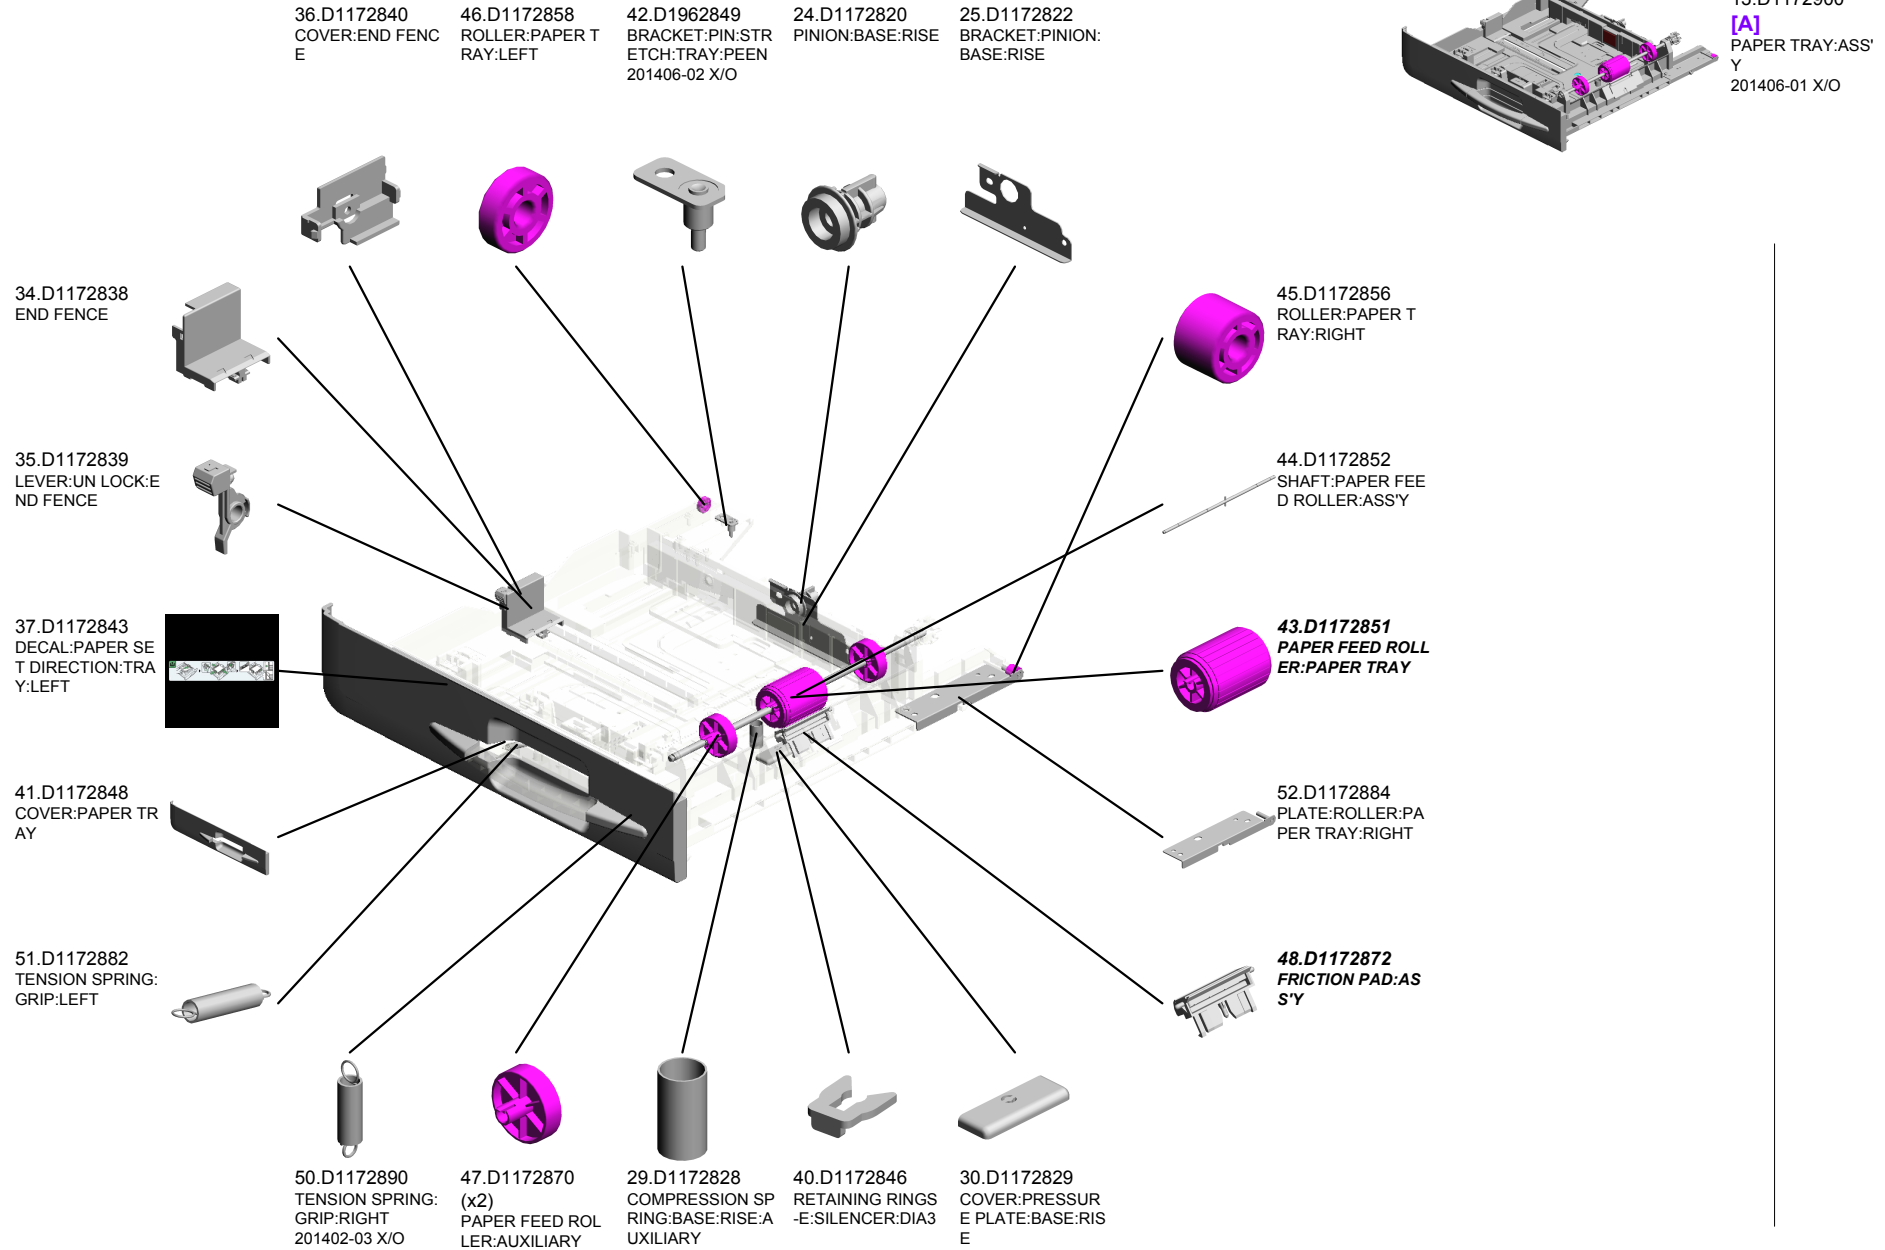 36.D1172840
COVER:END FENC
E
46.D1172858
ROLLER:PAPER T
RAY:LEFT
42.D1962849
BRACKET:PIN:STR
ETCH:TRAY:PEEN
201406-02 X/O
24.D1172820
PINION:BASE:RISE
25.D1172822
BRACKET:PINION:
BASE:RISE
[A]
PAPER TRAY:ASS'
Y
201406-01 X/O
34.D1172838
END FENCE
45.D1172856
ROLLER:PAPER T
RAY:RIGHT
35.D1172839
LEVER:UN LOCK:E
ND FENCE
44.D1172852
SHAFT:PAPER FEE
D ROLLER:ASS'Y
37.D1172843
DECAL:PAPER SE
T DIRECTION:TRA
Y:LEFT
43.D1172851
PAPER FEED ROLL
ER:PAPER TRAY
41.D1172848
COVER:PAPER TR
AY
52.D1172884
PLATE:ROLLER:PA
PER TRAY:RIGHT
51.D1172882
TENSION SPRING:
GRIP:LEFT
48.D1172872
FRICTION PAD:AS
S'Y
50.D1172890
TENSION SPRING:
GRIP:RIGHT
201402-03 X/O
47.D1172870
(x2)
PAPER FEED ROL
LER:AUXILIARY
29.D1172828
COMPRESSION SP
RING:BASE:RISE:A
UXILIARY
40.D1172846
RETAINING RINGS
-E:SILENCER:DIA3
30.D1172829
COVER:PRESSUR
E PLATE:BASE:RIS
E